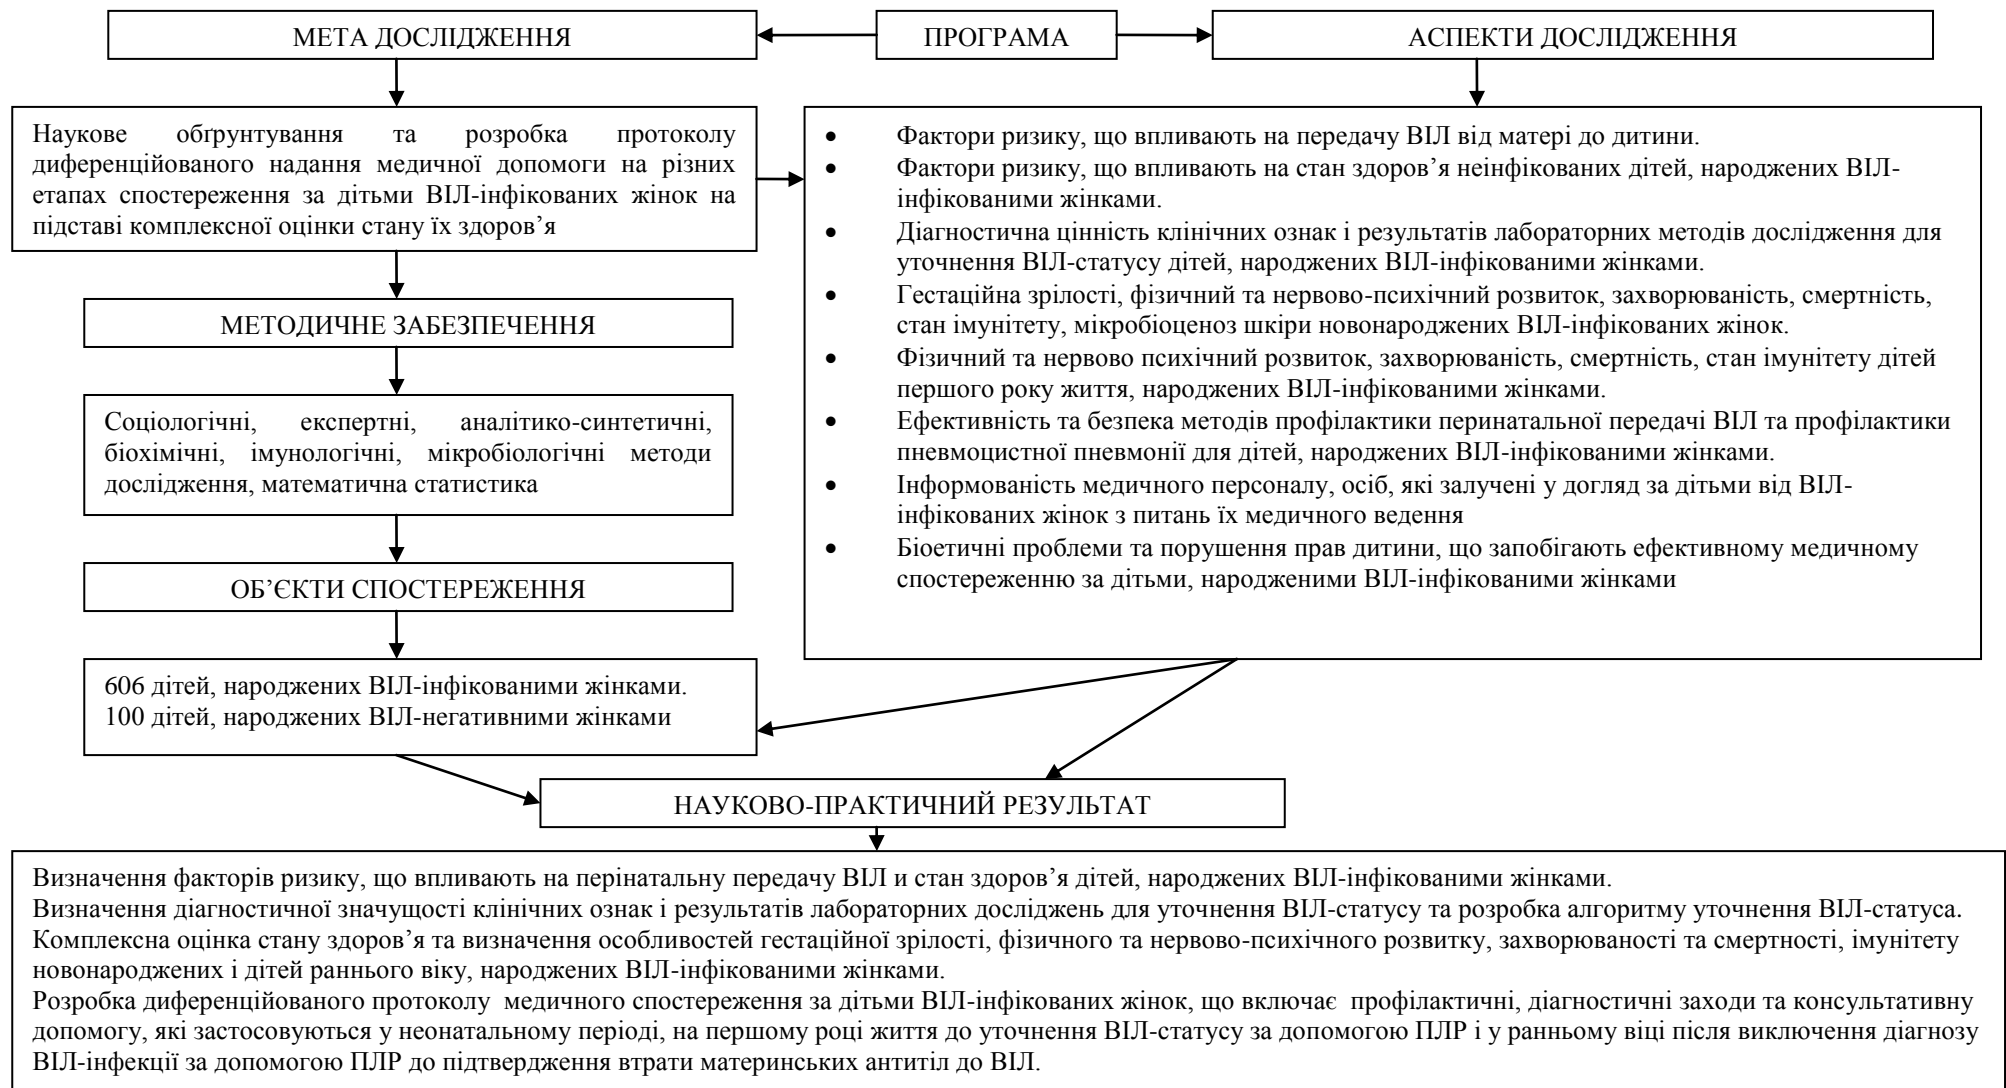 МЕТА ДОСЛІДЖЕННЯ
ПРОГРАМА
АСПЕКТИ ДОСЛІДЖЕННЯ
Наукове обґрунтування та розробка протоколу
диференційованого надання медичної допомоги на різних
етапах спостереження за дітьми ВІЛ-інфікованих жінок на
підставі комплексної оцінки стану їх здоров’я
МЕТОДИЧНЕ ЗАБЕЗПЕЧЕННЯ
Соціологічні, експертні, аналітико-синтетичні,
біохімічні, імунологічні, мікробіологічні методи
дослідження, математична статистика
ОБ’ЄКТИ СПОСТЕРЕЖЕННЯ
606 дітей, народжених ВІЛ-інфікованими жінками.
100 дітей, народжених ВІЛ-негативними жінками
• Фактори ризику, що впливають на передачу ВІЛ від матері до дитини.
• Фактори ризику, що впливають на стан здоров’я неінфікованих дітей, народжених ВІЛ-
інфікованими жінками.
• Діагностична цінність клінічних ознак і результатів лабораторних методів дослідження для
уточнення ВІЛ-статусу дітей, народжених ВІЛ-інфікованими жінками.
• Гестаційна зрілості, фізичний та нервово-психічний розвиток, захворюваність, смертність,
стан імунітету, мікробіоценоз шкіри новонароджених ВІЛ-інфікованих жінок.
• Фізичний та нервово психічний розвиток, захворюваність, смертність, стан імунітету дітей
першого року життя, народжених ВІЛ-інфікованими жінками.
• Ефективність та безпека методів профілактики перинатальної передачі ВІЛ та профілактики
пневмоцистної пневмонії для дітей, народжених ВІЛ-інфікованими жінками.
• Інформованість медичного персоналу, осіб, які залучені у догляд за дітьми від ВІЛ-
інфікованих жінок з питань їх медичного ведення
• Біоетичні проблеми та порушення прав дитини, що запобігають ефективному медичному
спостереженню за дітьми, народженими ВІЛ-інфікованими жінками
НАУКОВО-ПРАКТИЧНИЙ РЕЗУЛЬТАТ
Визначення факторів ризику, що впливають на перінатальну передачу ВІЛ и стан здоров’я дітей, народжених ВІЛ-інфікованими жінками.
Визначення діагностичної значущості клінічних ознак і результатів лабораторних досліджень для уточнення ВІЛ-статусу та розробка алгоритму уточнення ВІЛ-статуса.
Комплексна оцінка стану здоров’я та визначення особливостей гестаційної зрілості, фізичного та нервово-психічного розвитку, захворюваності та смертності, імунітету
новонароджених і дітей раннього віку, народжених ВІЛ-інфікованими жінками.
Розробка диференційованого протоколу медичного спостереження за дітьми ВІЛ-інфікованих жінок, що включає профілактичні, діагностичні заходи та консультативну
допомогу, які застосовуються у неонатальному періоді, на першому році життя до уточнення ВІЛ-статусу за допомогою ПЛР і у ранньому віці після виключення діагнозу
ВІЛ-інфекції за допомогою ПЛР до підтвердження втрати материнських антитіл до ВІЛ.